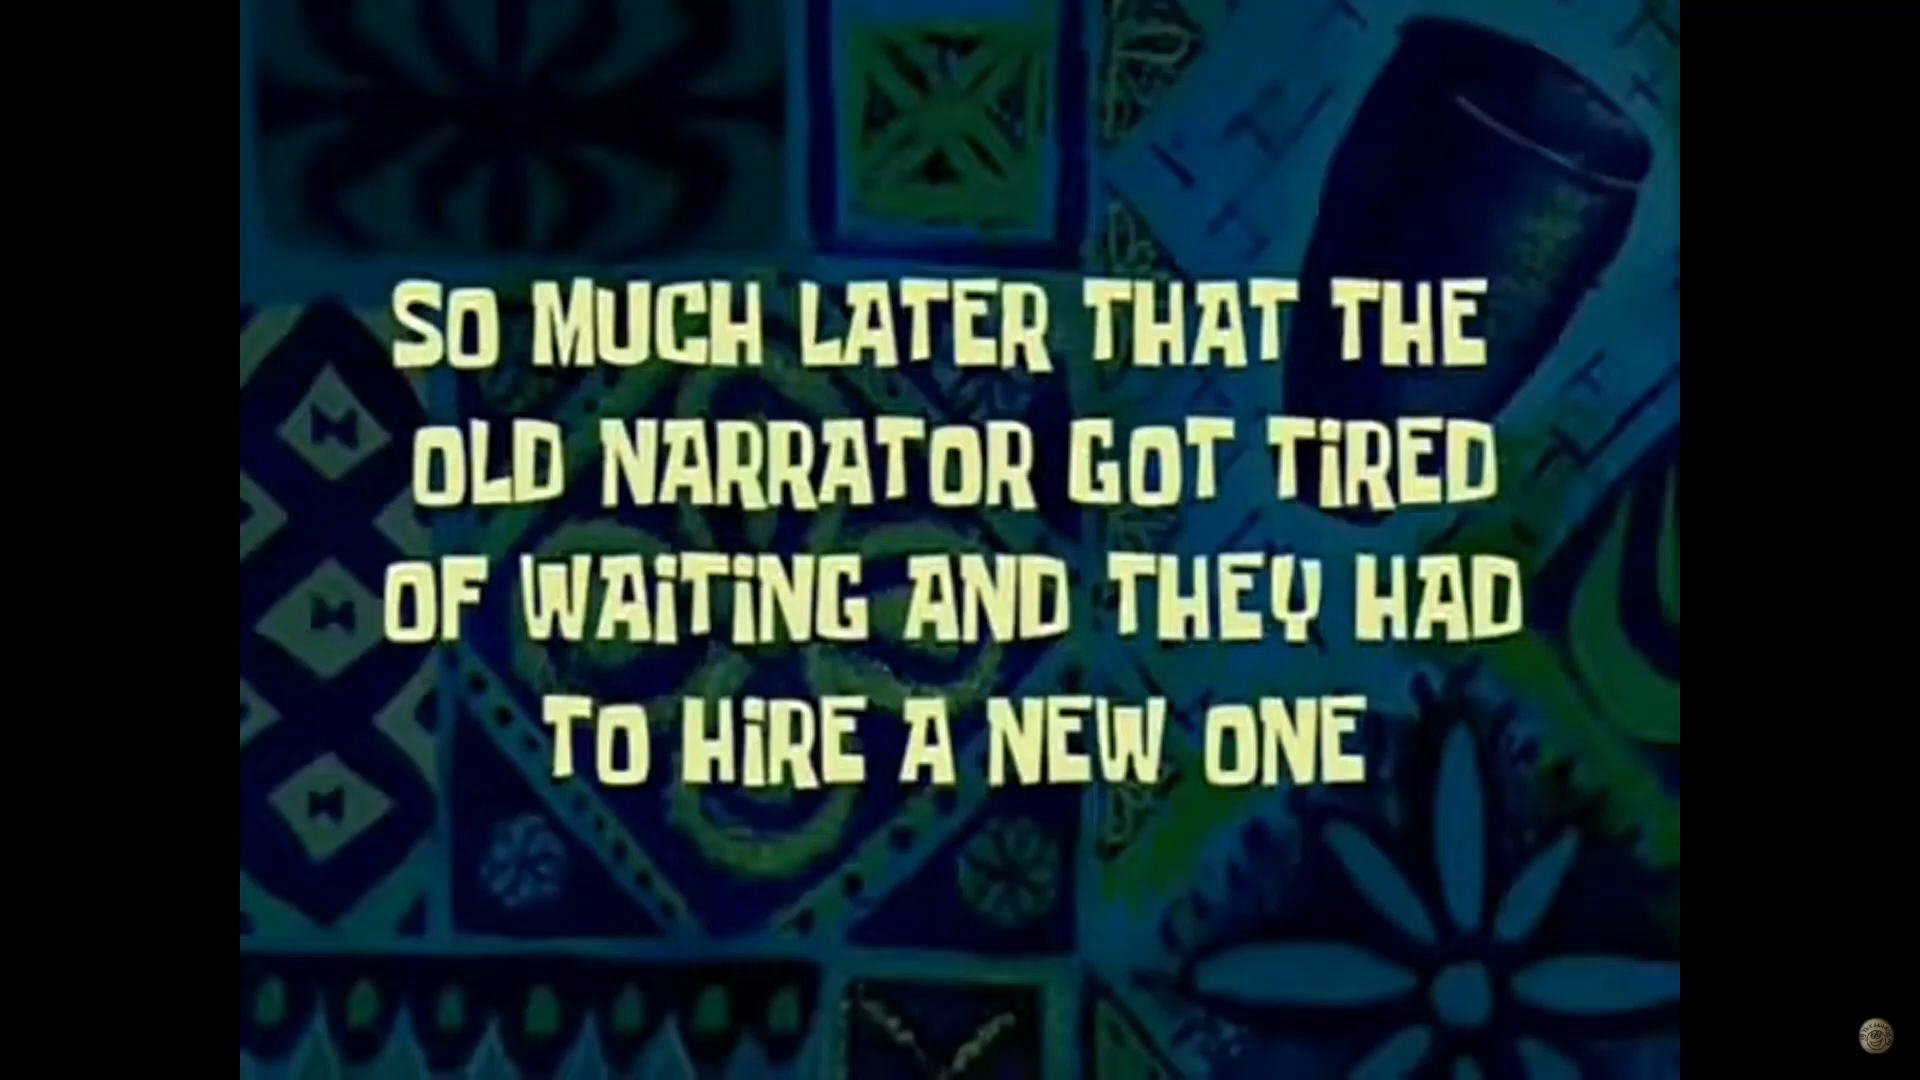 SO MUCH LATER THAT THE
OLD NARRATOR GOT TIRED
OF WAITING AND THEY HAD
TO HIRE A NEW ONE